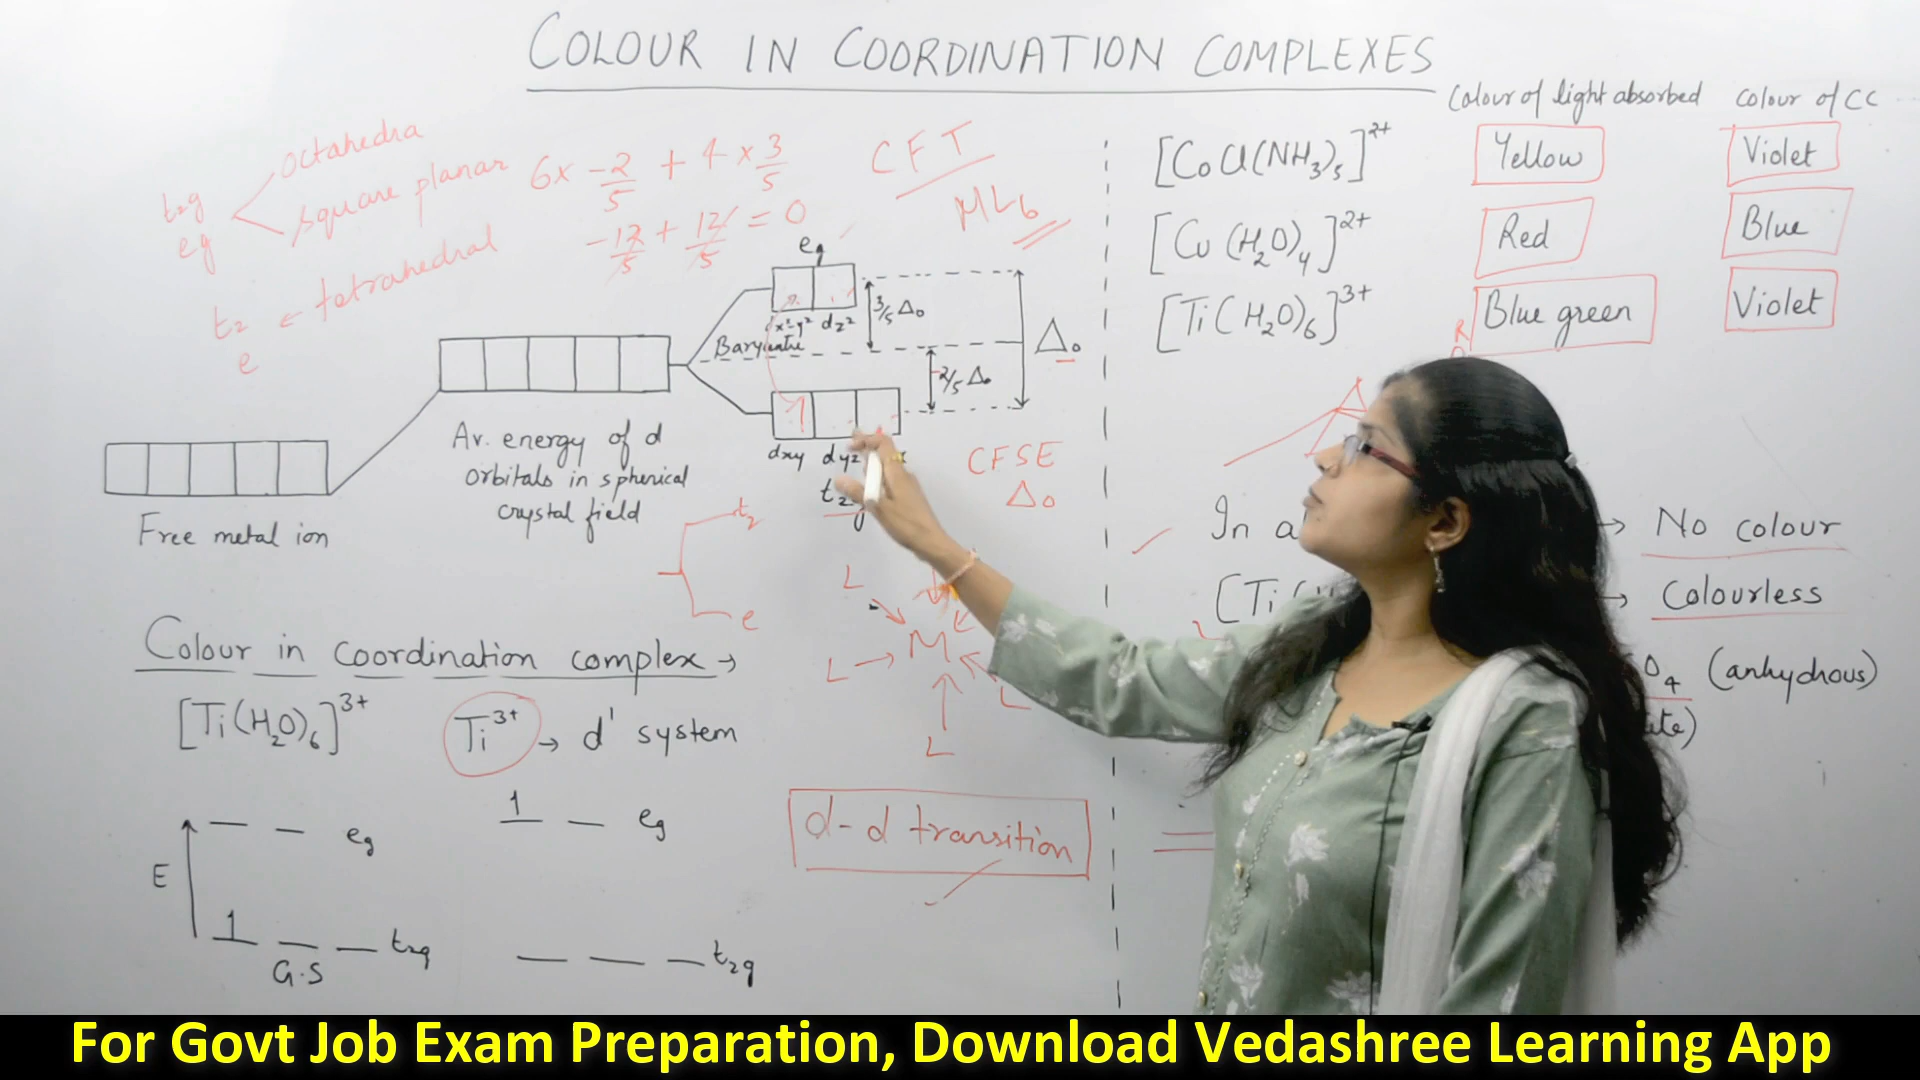 COLOUR IN COORDINATION COMPLEXES
Colour of light absorbed Colour of CC
[CoCl(NH3)5]2+ Yellow Violet
[Cu(H2O)4]2+ Red Blue
[Ti(H2O)6]3+ Blue green Violet
R
t2g
eg
octahedra
square planar
t2 ← tetrahedral
e
6x -2/5 + 4 x 3/5
-12/5 + 12/5 = 0
CFT
ML6
eg
dx²-y² dz²
3/5 Δo
Barycentre
Δo
-2/5 Δo
dxy dyz
t2g
Av. energy of d
orbitals in spherical
crystal field
Free metal ion
CFSE
Δo
t2
e
L
L → M
L
L
In a → No colour
[Ti → Colourless
O4 (anhydrous)
Colour in coordination complex →
[Ti(H2O)6]3+ Ti3+ → d1 system
E
eg
1 eg
1 t2g
G.S
t2g
d-d transition
For Govt Job Exam Preparation, Download Vedashree Learning App